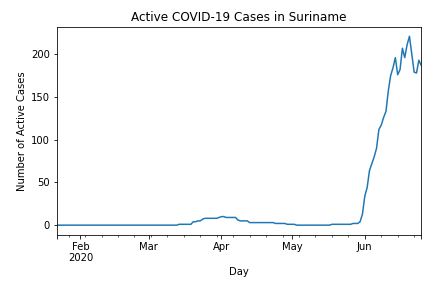 Active COVID-19 Cases in Suriname
Number of Active Cases
200
150
100
50
0
Feb
2020
Mar
Apr
May
Jun
Day